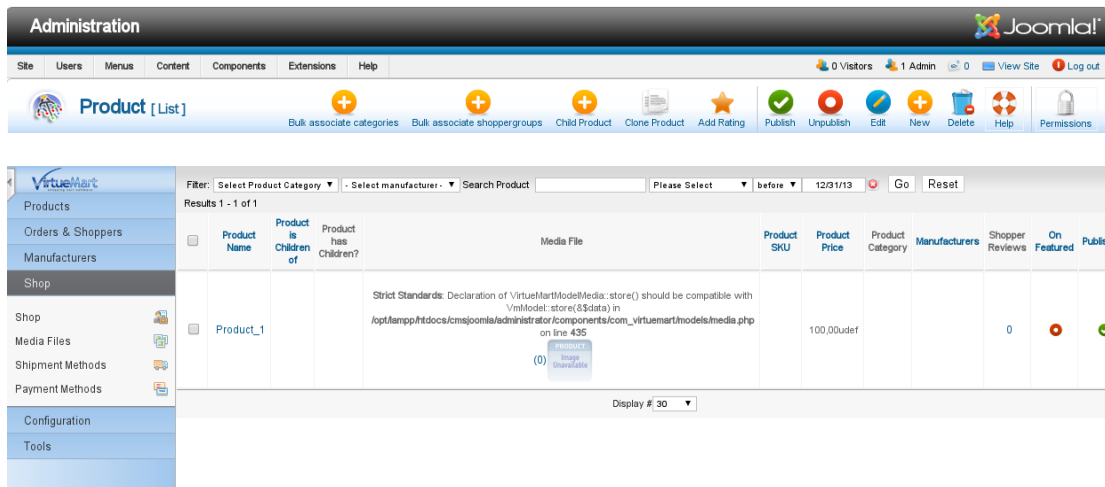 Administration
Joomla!
Site Users Menus Content Components Extensions Help
0 Visitors 1 Admin 0 View Site Log out
Product [ List ]
Bulk associate categories Bulk associate shoppergroups Child Product Clone Product Add Rating Publish Unpublish Edit New Delete Help Permissions
VirtueMart
Products
Orders & Shoppers
Manufacturers
Shop
Shop
Media Files
Shipment Methods
Payment Methods
Configuration
Tools
Filter: Select Product Category - Select manufacturer - Search Product Please Select before 12/31/13 Go Reset
Results 1 - 1 of 1
Product Name
Product is Children of
Product has Children?
Media File
Product SKU
Product Price
Product Category
Manufacturers
Shopper Reviews
On Featured
Publis
Product_1
Strict Standards: Declaration of VirtueMartModelMedia::store() should be compatible with
VmModel::store(&$data) in
/opt/lampp/htdocs/cmsjoomla/administrator/components/com_virtuemart/models/media.php
on line 435
(0)
PRODUCT
Image
Unavailable
100,00udef
0
Display # 30